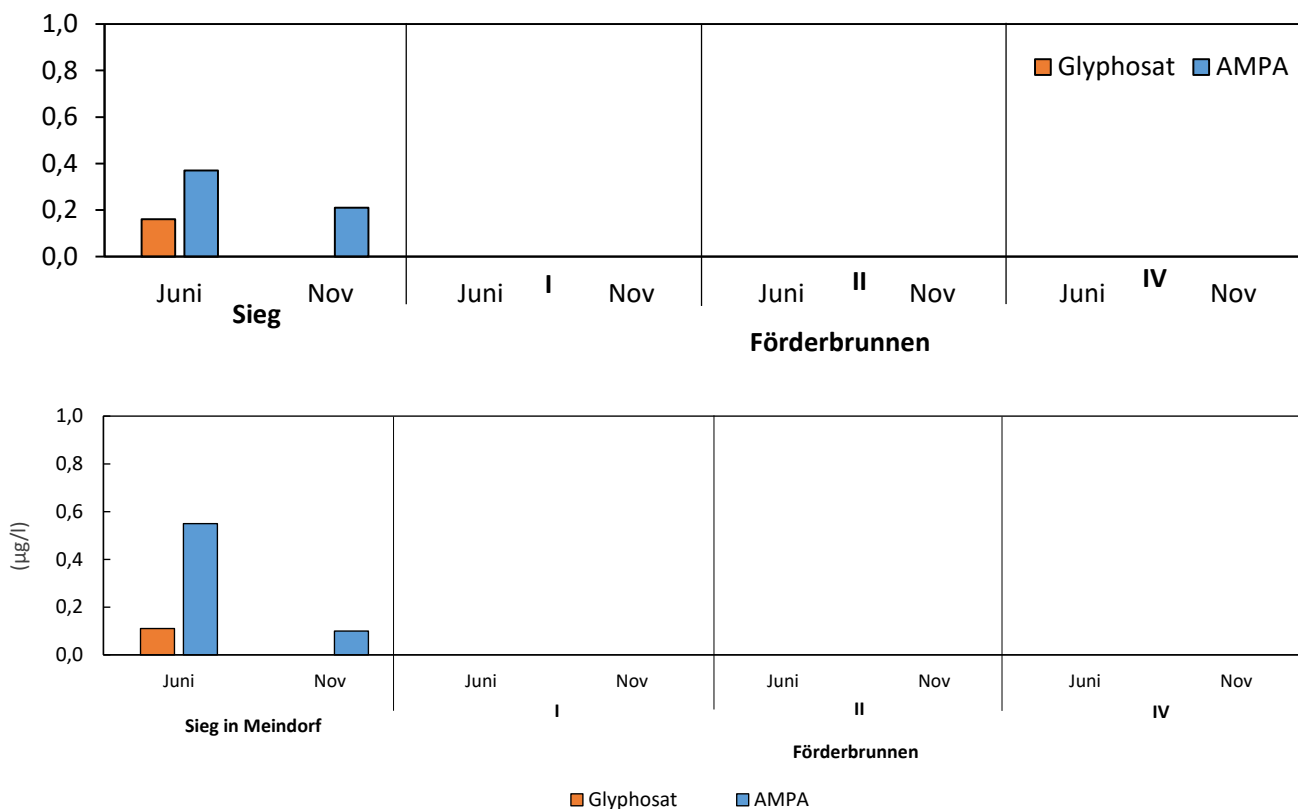 1,0
0,8
Glyphosat AMPA
0,6
0,4
0,2
0,0
Juni Nov Juni I Nov Juni II Nov Juni IV Nov
Sieg
Förderbrunnen
1,0
0,8
0,6
(µg/l)
0,4
0,2
0,0
Juni Nov Juni Nov Juni Nov Juni Nov
I II IV
Sieg in Meindorf
Förderbrunnen
Glyphosat AMPA